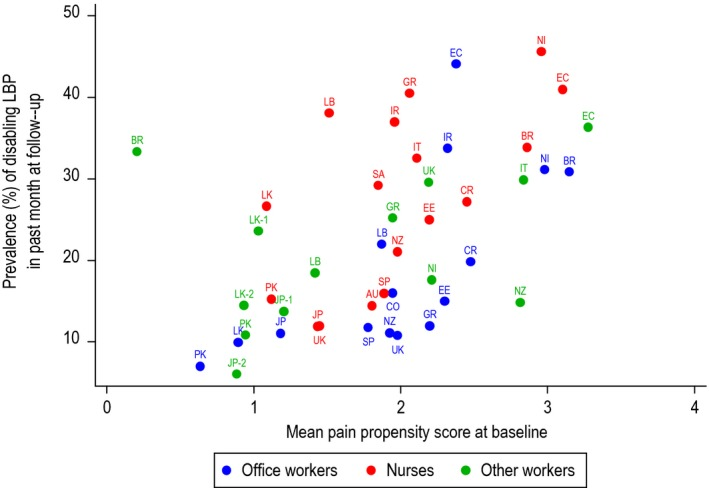 Prevalence (%) of disabling LBP
in past month at follow--up
50
40
30
20
10
NI
EC
EC
GR
LB
IR
EC
BR
IR
BR
IT
NI
BR
UK
IT
SA
LK
CR
GR
EE
LK-1
LB
NZ
CR
LB
NI
PK
SP
CO
EE
NZ
LK-2
AU
JP-1
PK
JP
JP
UK
GR
SP
NZ
UK
LK
PK
JP-2
0 1 2 3 4
Mean pain propensity score at baseline
Office workers Nurses Other workers